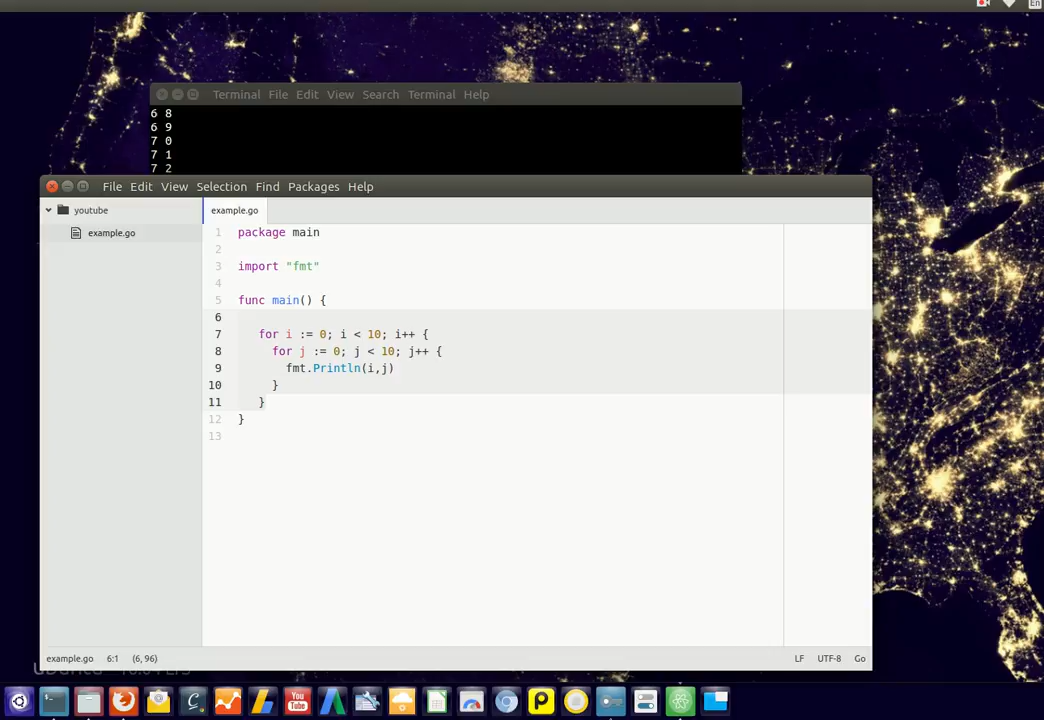 En
Terminal File Edit View Search Terminal Help
6 8
6 9
7 0
7 1
7 2
File Edit View Selection Find Packages Help
youtube
example.go
example.go
1 package main
2
3 import "fmt"
4
5 func main() {
6
7 for i := 0; i < 10; i++ {
8 for j := 0; j < 10; j++ {
9 fmt.Println(i,j)
10 }
11 }
12 }
13
example.go 6:1 (6, 96) LF UTF-8 Go
You
Tube